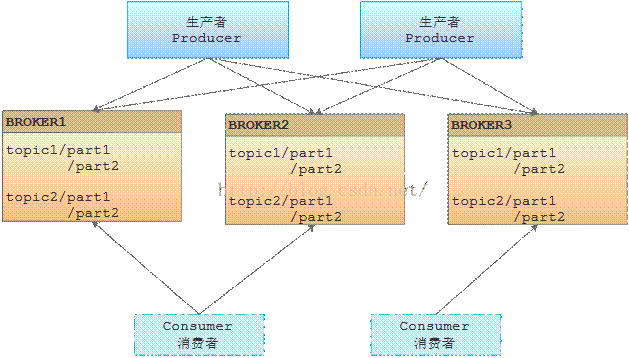 生产者
Producer
生产者
Producer
BROKER1
topic1/part1
/part2
topic2/part1
/part2
BROKER2
topic1/part1
/part2
topic2/part1
/part2
BROKER3
topic1/part1
/part2
topic2/part1
/part2
http://blog.csdn.net/
Consumer
消费者
Consumer
消费者